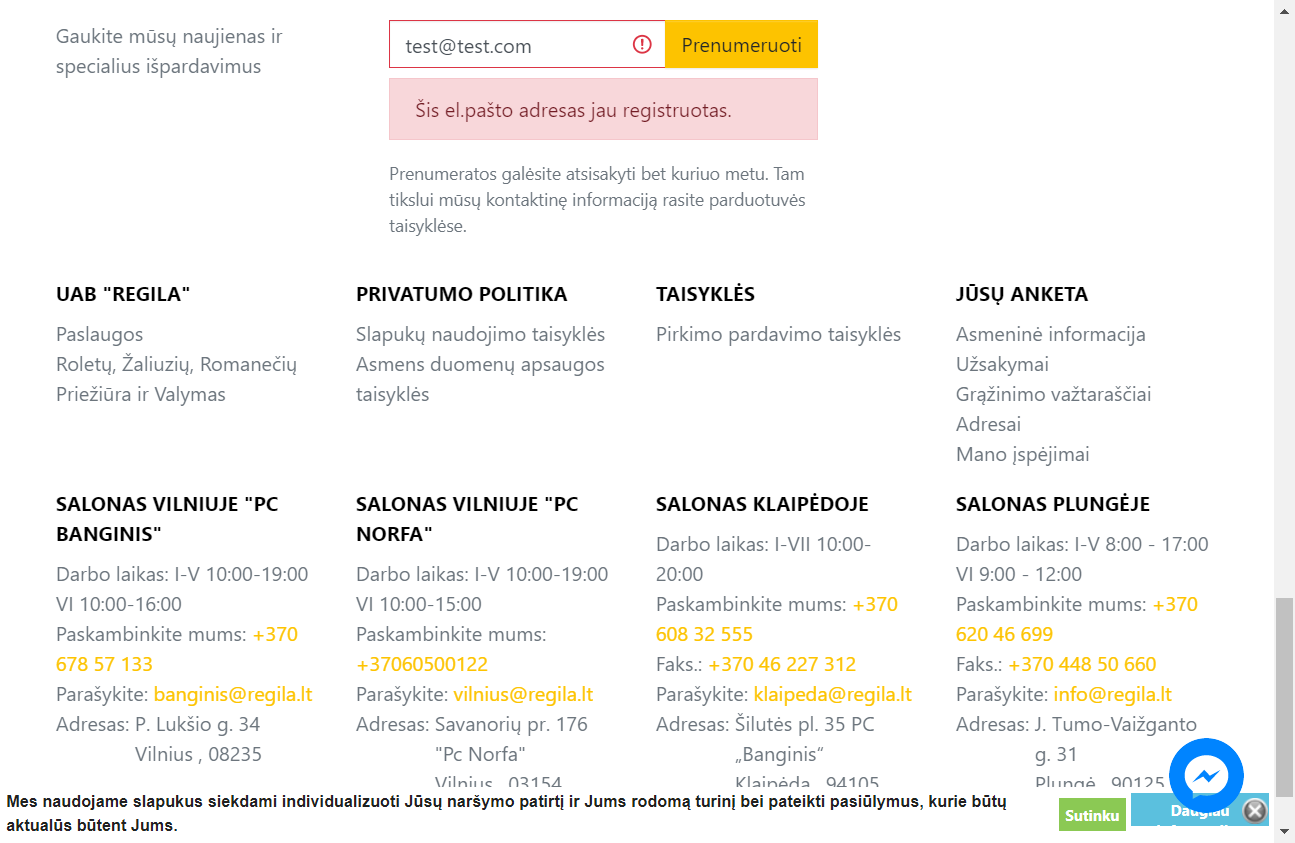 Gaukite mūsų naujienas ir
specialius išpardavimus
test@test.com
Prenumeruoti
Šis el.pašto adresas jau registruotas.
Prenumeratos galėsite atsisakyti bet kuriuo metu. Tam
tikslui mūsų kontaktinę informaciją rasite parduotuvės
taisyklėse.
UAB "REGILA"
Paslaugos
Roletų, Žaliuzių, Romanečių
Priežiūra ir Valymas
PRIVATUMO POLITIKA
Slapukų naudojimo taisyklės
Asmens duomenų apsaugos
taisyklės
TAISYKLĖS
Pirkimo pardavimo taisyklės
JŪSŲ ANKETA
Asmeninė informacija
Užsakymai
Grąžinimo važtaraščiai
Adresai
Mano įspėjimai
SALONAS VILNIUJE "PC
BANGINIS"
Darbo laikas: I-V 10:00-19:00
VI 10:00-16:00
Paskambinkite mums: +370
678 57 133
Parašykite: banginis@regila.lt
Adresas: P. Lukšio g. 34
Vilnius , 08235
SALONAS VILNIUJE "PC
NORFA"
Darbo laikas: I-V 10:00-19:00
VI 10:00-15:00
Paskambinkite mums:
+37060500122
Parašykite: vilnius@regila.lt
Adresas: Savanorių pr. 176
"Pc Norfa"
Vilnius , 03154
SALONAS KLAIPĖDOJE
Darbo laikas: I-VII 10:00-
20:00
Paskambinkite mums: +370
608 32 555
Faks.: +370 46 227 312
Parašykite: klaipeda@regila.lt
Adresas: Šilutės pl. 35 PC
„Banginis“
Klaipėda , 94105
SALONAS PLUNGĖJE
Darbo laikas: I-V 8:00 - 17:00
VI 9:00 - 12:00
Paskambinkite mums: +370
620 46 699
Faks.: +370 448 50 660
Parašykite: info@regila.lt
Adresas: J. Tumo-Vaižganto
g. 31
Plungė , 90125
Mes naudojame slapukus siekdami individualizuoti Jūsų naršymo patirtį ir Jums rodomą turinį bei pateikti pasiūlymus, kurie būtų
aktualūs būtent Jums.
Sutinku
Daugiau